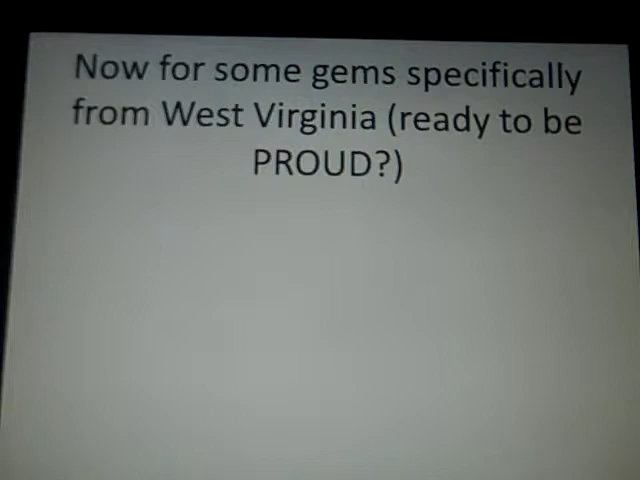 Now for some gems specifically
from West Virginia (ready to be
PROUD?)